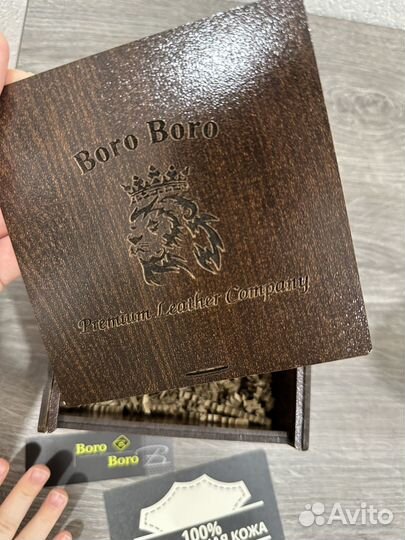 Boro Boro
Premium Leather Company
Boro
Boro B
100%
КОЖА
Avito